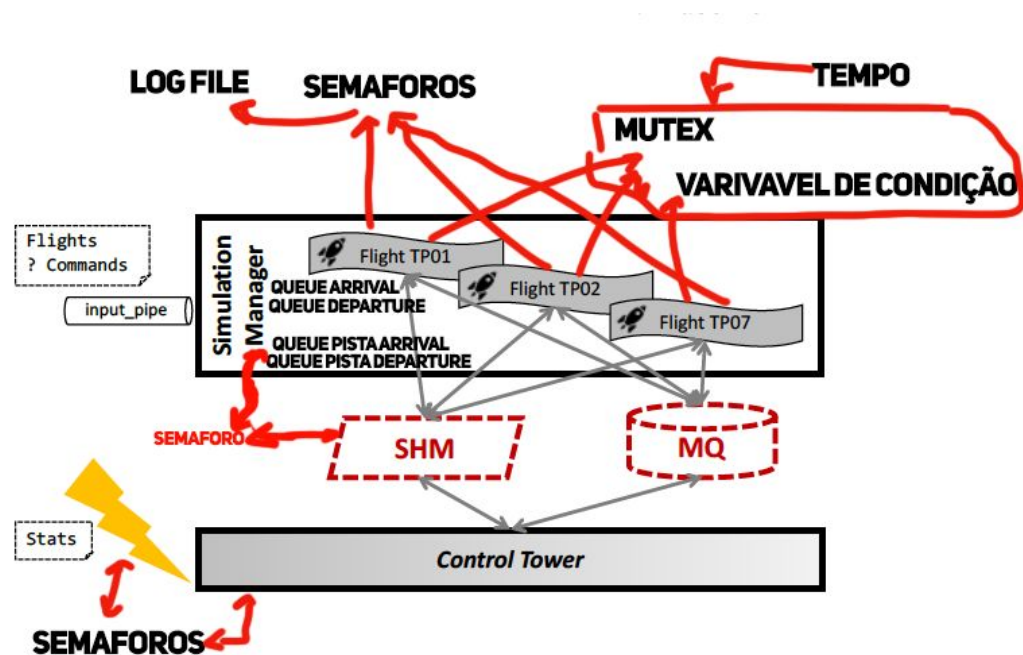 LOG FILE
SEMAFOROS
TEMPO
MUTEX
VARIVAVEL DE CONDIÇÃO
Flights
? Commands
input_pipe
Simulation
Manager
Flight TP01
Flight TP02
Flight TP07
QUEUE ARRIVAL
QUEUE DEPARTURE
QUEUE PISTA ARRIVAL
QUEUE PISTA DEPARTURE
SEMAFORO
SHM
MQ
Stats
Control Tower
SEMAFOROS